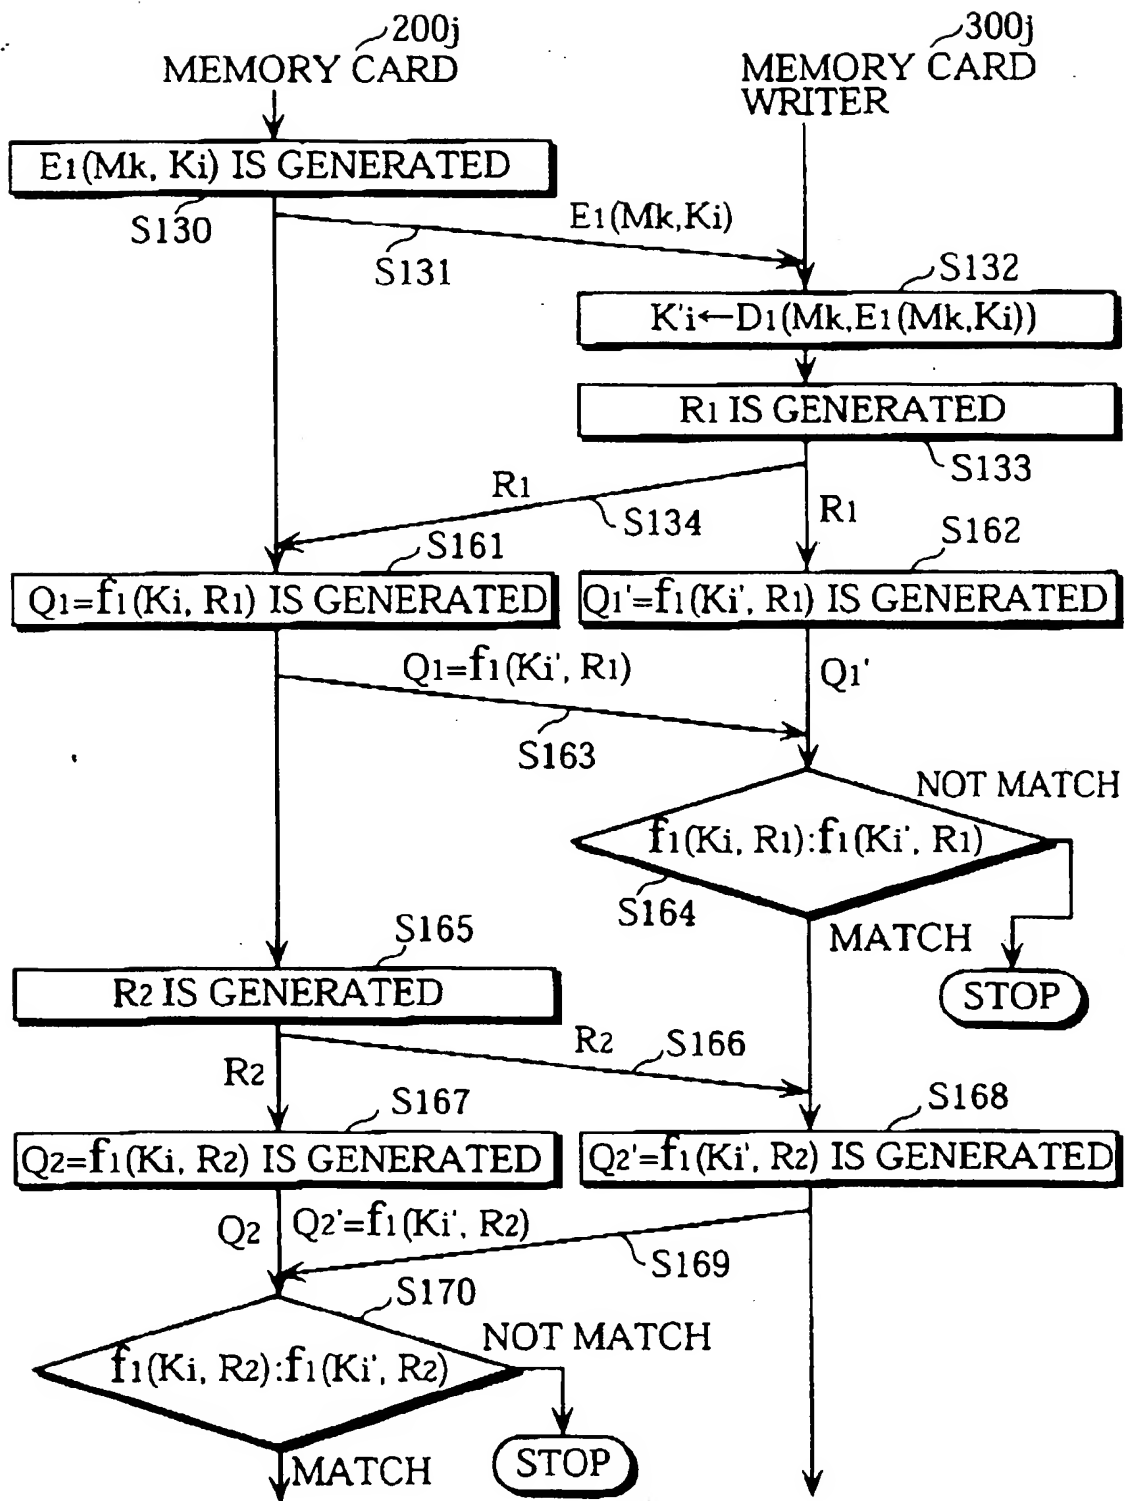 200j
MEMORY CARD
300j
MEMORY CARD
WRITER
E1(Mk, Ki) IS GENERATED
S130
E1(Mk,Ki)
S131
S132
K'i←D1(Mk,E1(Mk,Ki))
R1 IS GENERATED
S133
R1
S134
R1
S161
S162
Q1=f1(Ki, R1) IS GENERATED
Q1'=f1(Ki', R1) IS GENERATED
Q1=f1(Ki', R1)
Q1'
S163
NOT MATCH
f1(Ki, R1):f1(Ki', R1)
S164
MATCH
STOP
S165
R2 IS GENERATED
R2
S166
R2
S167
S168
Q2=f1(Ki, R2) IS GENERATED
Q2'=f1(Ki', R2) IS GENERATED
Q2
Q2'=f1(Ki', R2)
S169
S170
NOT MATCH
f1(Ki, R2):f1(Ki', R2)
STOP
MATCH